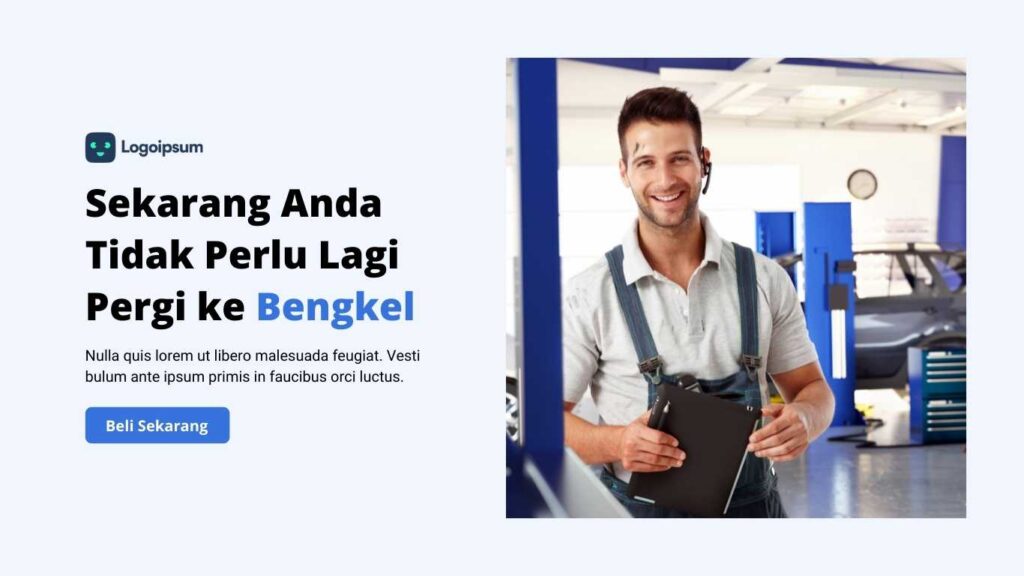 Logoipsum
Sekarang Anda
Tidak Perlu Lagi
Pergi ke Bengkel
Nulla quis lorem ut libero malesuada feugiat. Vesti
bulum ante ipsum primis in faucibus orci luctus.
Beli Sekarang